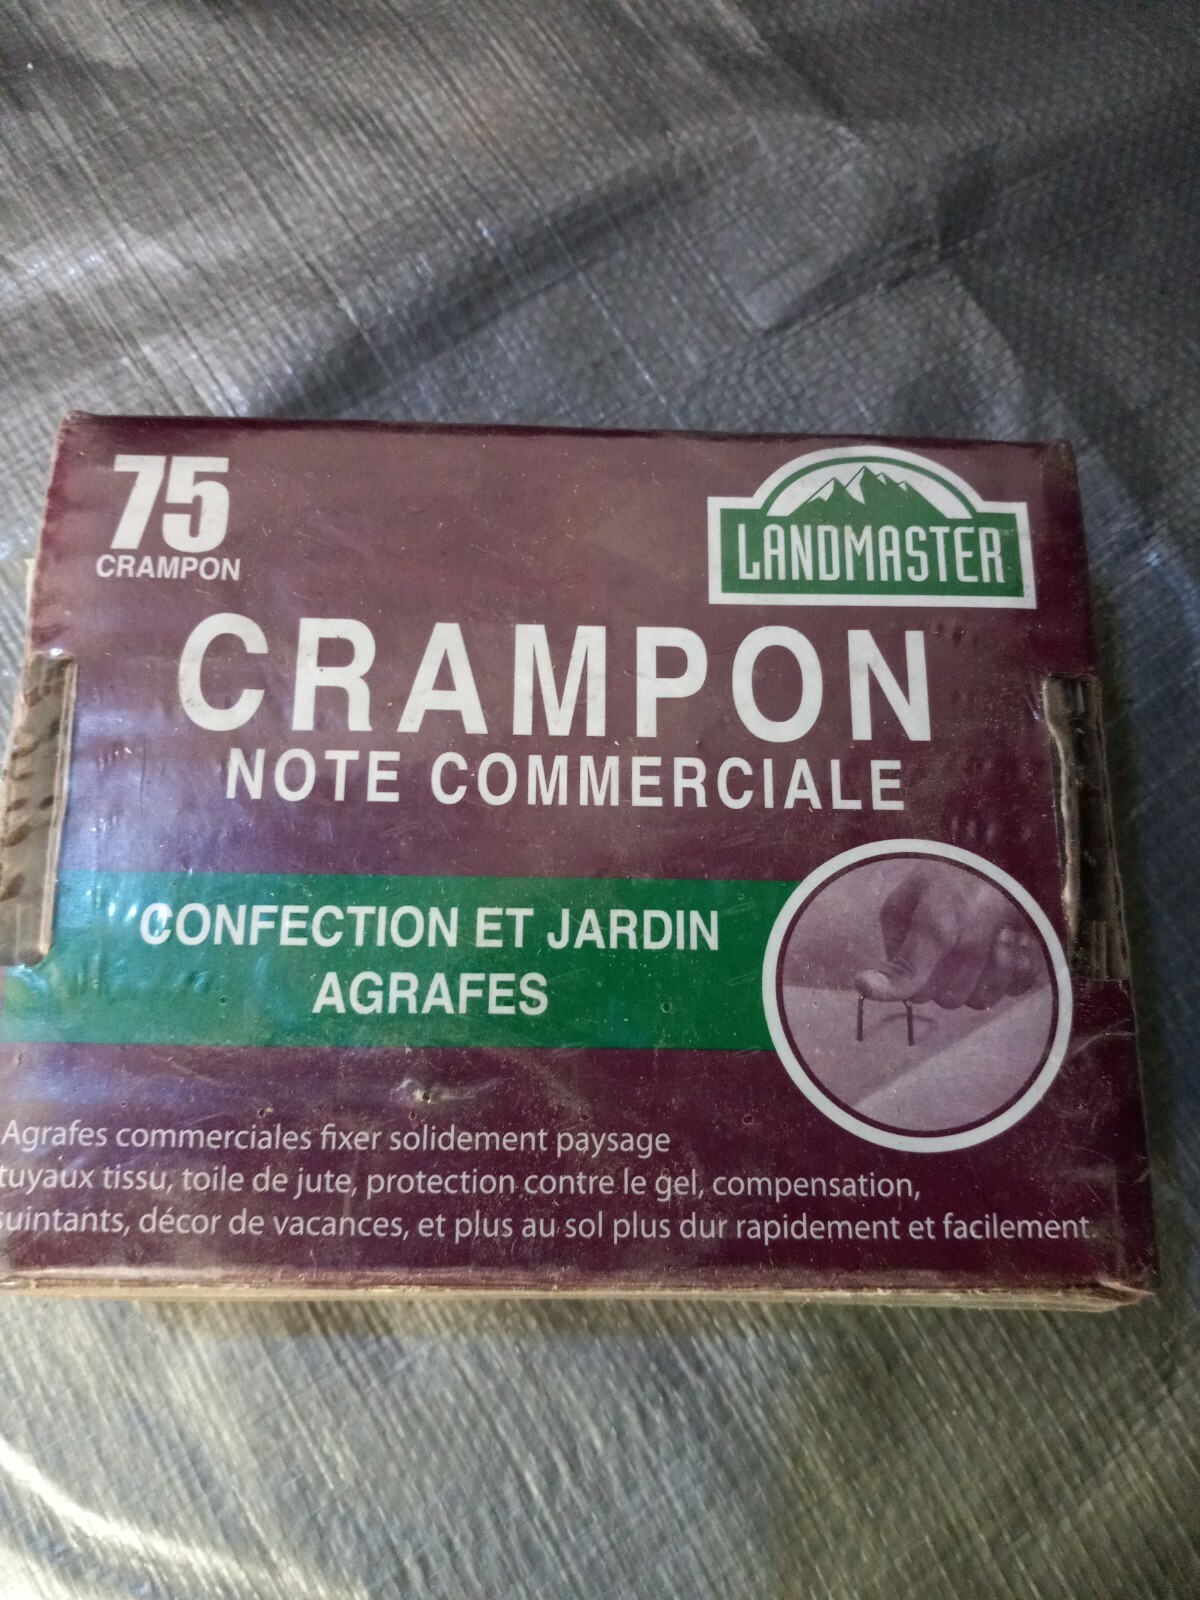 75
CRAMPON
LANDMASTER
CRAMPON
NOTE COMMERCIALE
CONFECTION ET JARDIN
AGRAFES
Agrafes commerciales fixer solidement paysage
tuyaux tissu, toile de jute, protection contre le gel, compensation,
suintants, décor de vacances, et plus au sol plus dur rapidement et facilement.